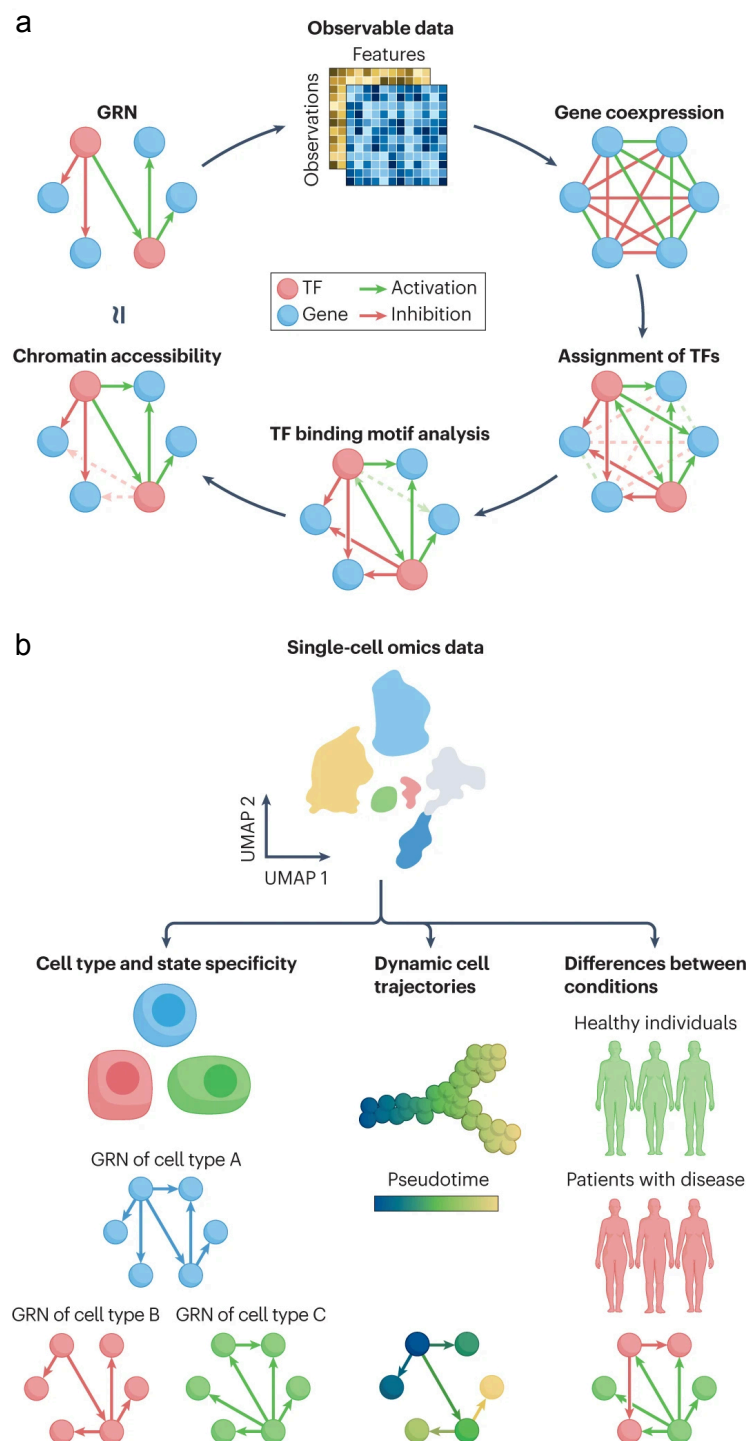 a
Observable data
Features
Observations
GRN
Gene coexpression
TF
Activation
Gene
Inhibition
≈
Chromatin accessibility
Assignment of TFs
TF binding motif analysis
b
Single-cell omics data
UMAP 2
UMAP 1
Cell type and state specificity
Dynamic cell
trajectories
Differences between
conditions
Healthy individuals
GRN of cell type A
Pseudotime
Patients with disease
GRN of cell type B
GRN of cell type C